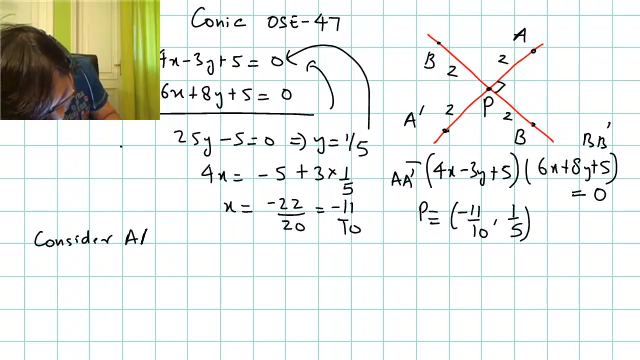 Conic OSE-47
4x-3y+5=0
6x+8y+5=0
25y-5=0 => y=1/5
4x= -5+3×1/5
x= -22/20 = -11/10
Consider A/
A
B
2
2
P
2
2
A'
B
BB'
AA' (4x-3y+5)(6x+8y+5)
=0
P≡(-11/10, 1/5)